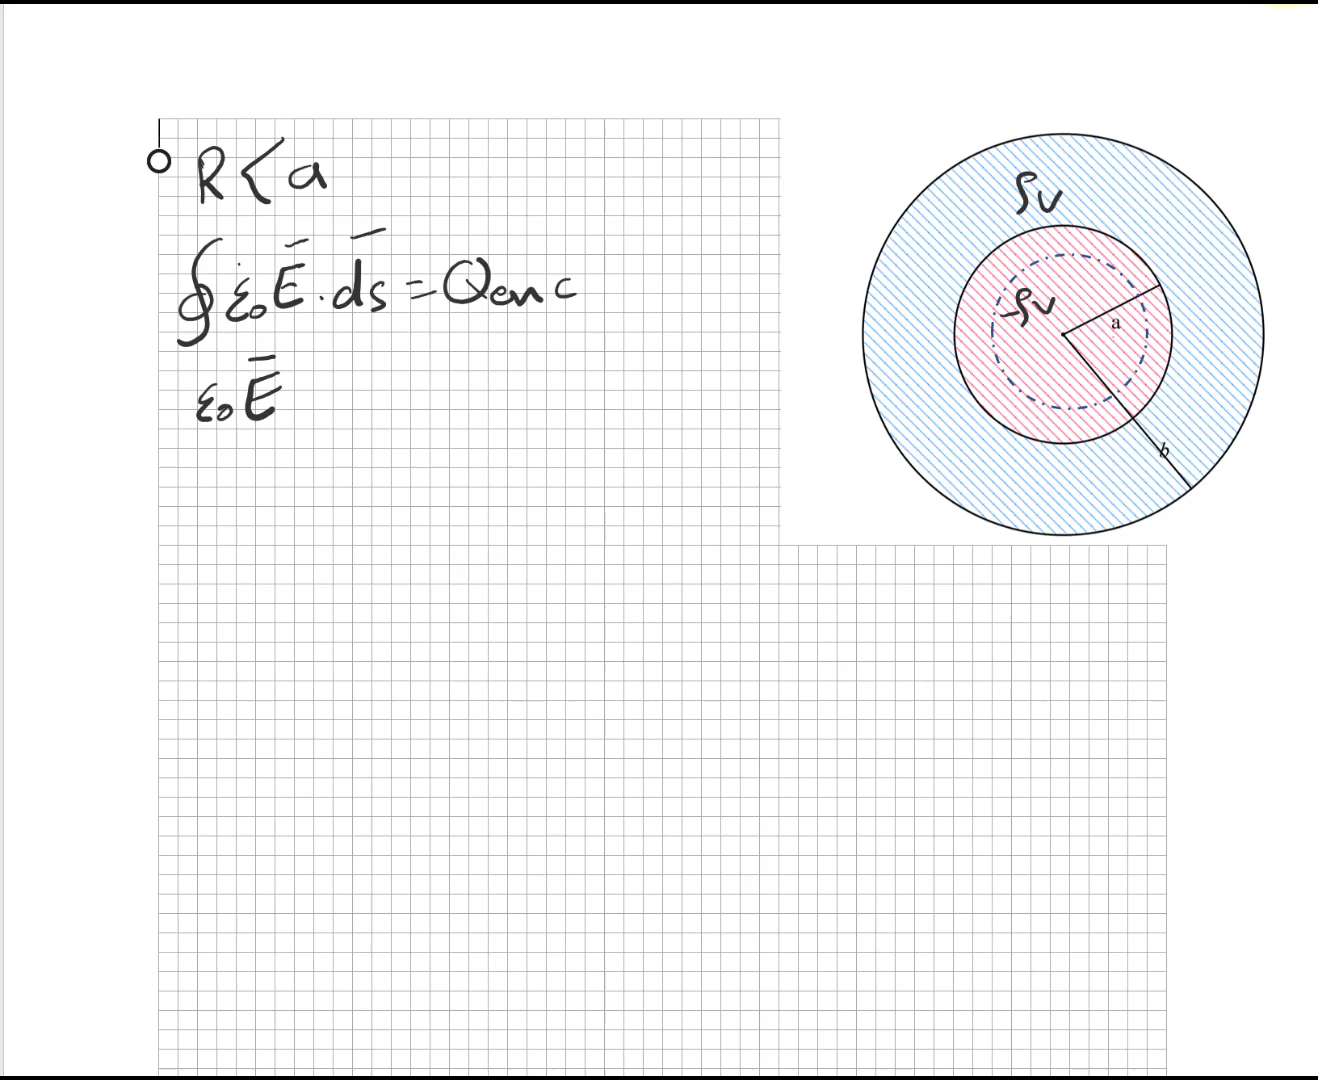 R < a
∮ ε₀ E̅ . d̅s̅ = Qenc
ε₀ E̅
ρv
-ρv
a
b